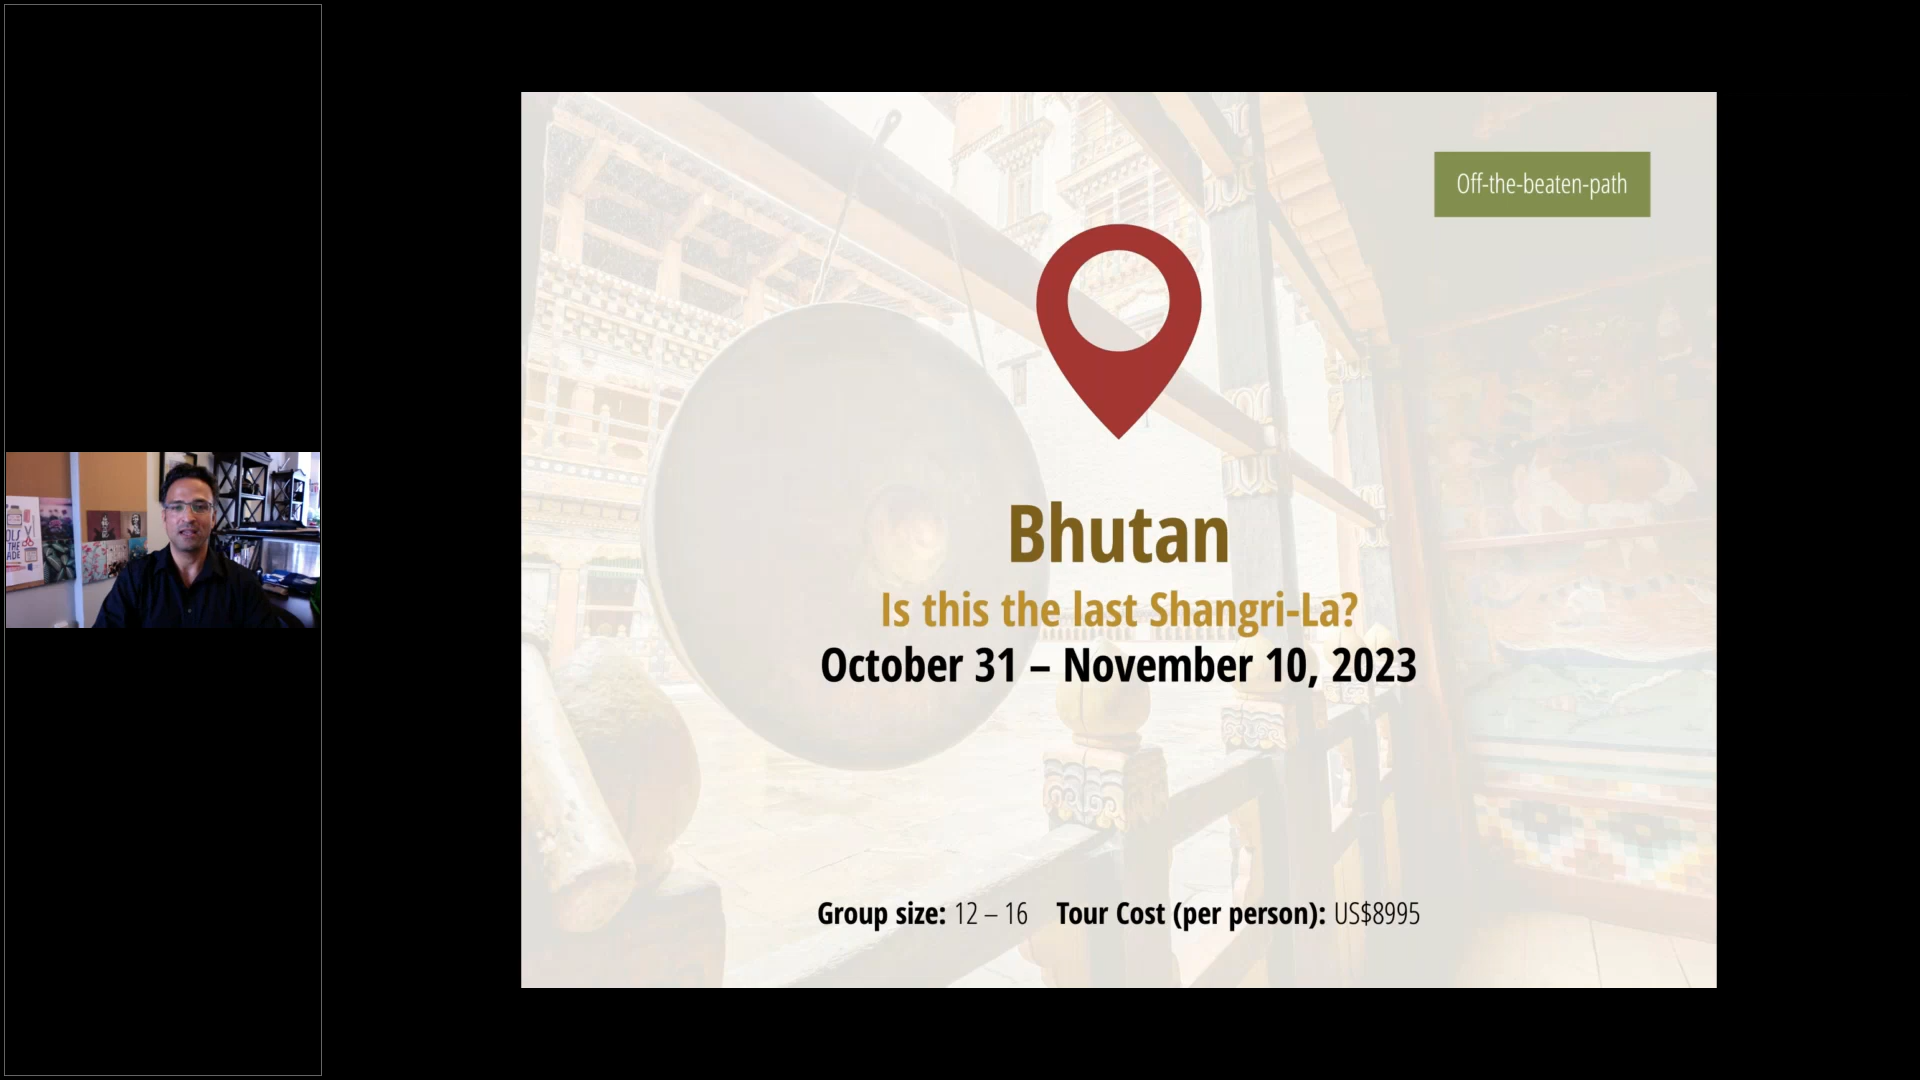 Off-the-beaten-path
Bhutan
Is this the last Shangri-La?
October 31 – November 10, 2023
Group size: 12 – 16 Tour Cost (per person): US$8995
THE